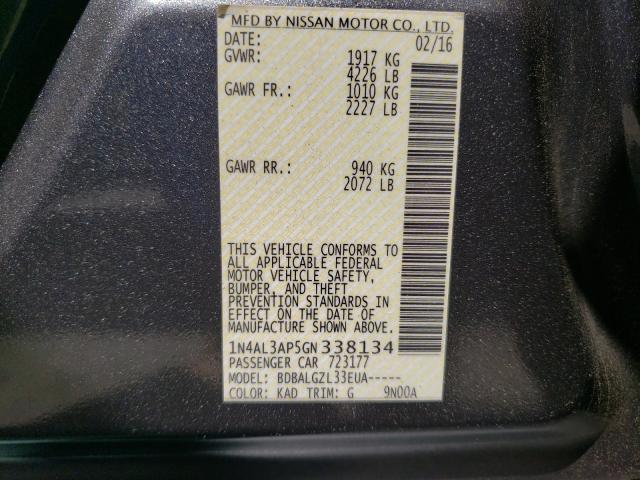 MFD BY NISSAN MOTOR CO., LTD.
DATE: 02/16
GVWR: 1917 KG
4226 LB
GAWR FR.: 1010 KG
2227 LB
GAWR RR.: 940 KG
2072 LB
THIS VEHICLE CONFORMS TO
ALL APPLICABLE FEDERAL
MOTOR VEHICLE SAFETY,
BUMPER, AND THEFT
PREVENTION STANDARDS IN
EFFECT ON THE DATE OF
MANUFACTURE SHOWN ABOVE.
1N4AL3AP5GN338134
PASSENGER CAR 723177
MODEL: BDBALGZL33EUA-----
COLOR: KAD TRIM: G 9N00A